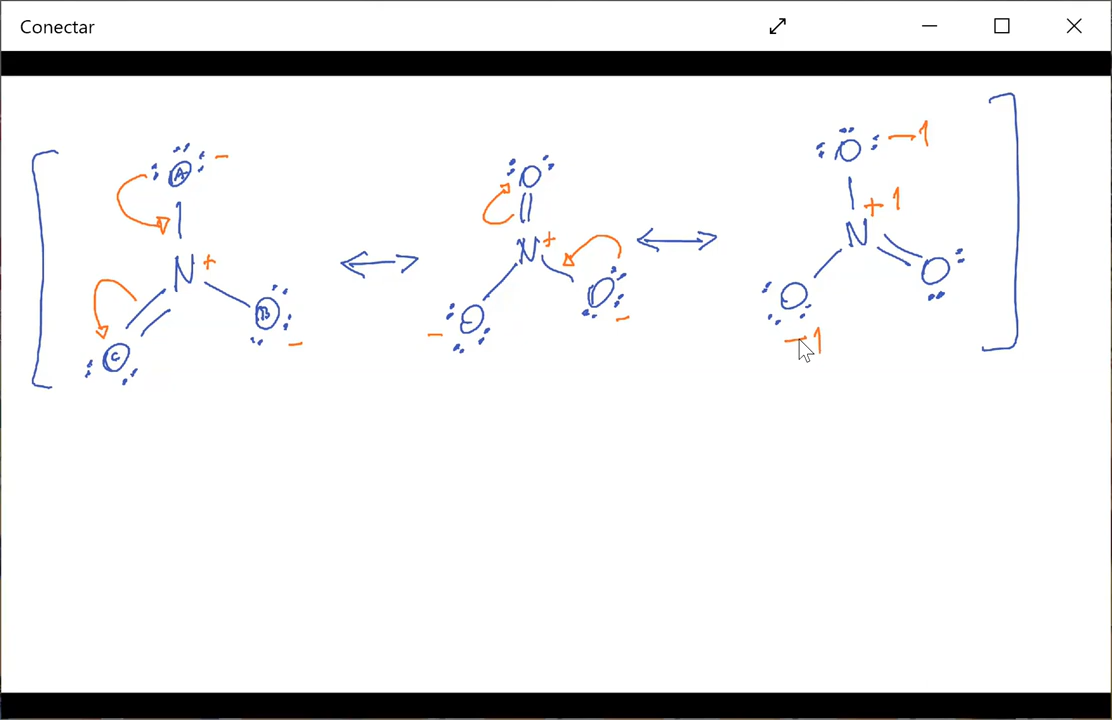 Conectar
A - O O -1
N + N + N +1
C B - - O O - O O
-1